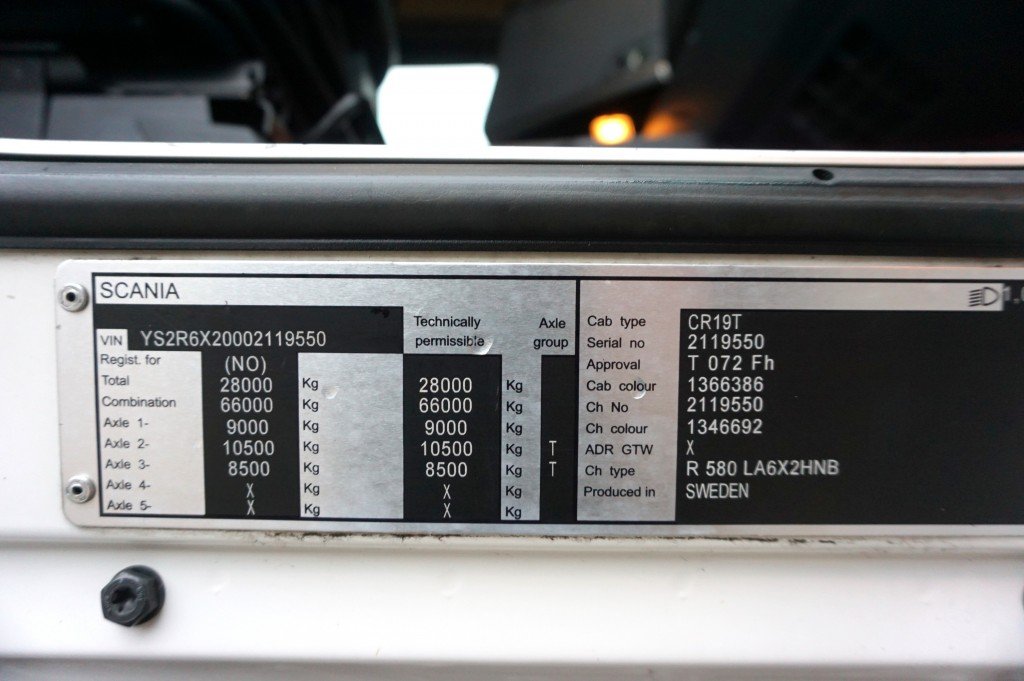 SCANIA
VIN YS2R6X20002119550
Technically permissible
Axle group
Regist. for (NO)
Total 28000 Kg 28000 Kg
Combination 66000 Kg 66000 Kg
Axle 1- 9000 Kg 9000 Kg
Axle 2- 10500 Kg 10500 Kg T
Axle 3- 8500 Kg 8500 Kg T
Axle 4- X Kg X Kg
Axle 5- X Kg X Kg
Cab type CR19T
Serial no 2119550
Approval T 072 Fh
Cab colour 1366386
Ch No 2119550
Ch colour 1346692
ADR GTW X
Ch type R 580 LA6X2HNB
Produced in SWEDEN